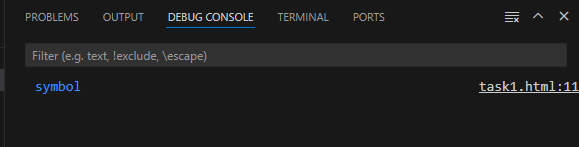 PROBLEMS OUTPUT DEBUG CONSOLE TERMINAL PORTS
Filter (e.g. text, !exclude, \escape)
symbol task1.html:11